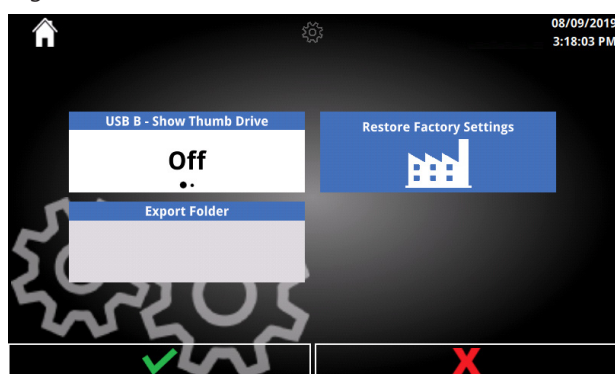 08/09/2019
3:18:03 PM
USB B - Show Thumb Drive
Restore Factory Settings
Off
Export Folder